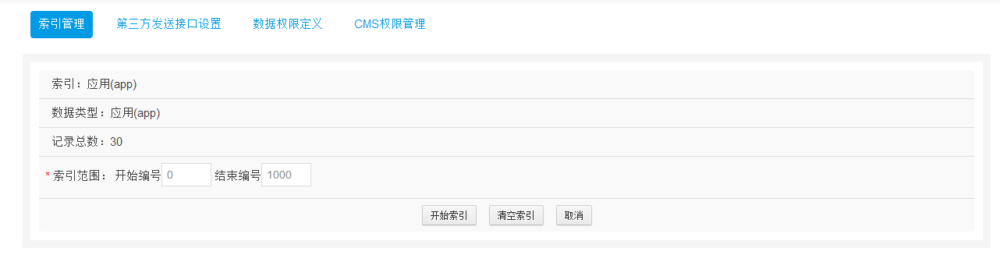 索引管理 第三方发送接口设置 数据权限定义 CMS权限管理
索引：应用(app)
数据类型：应用(app)
记录总数：30
* 索引范围： 开始编号 0 结束编号 1000
开始索引 清空索引 取消